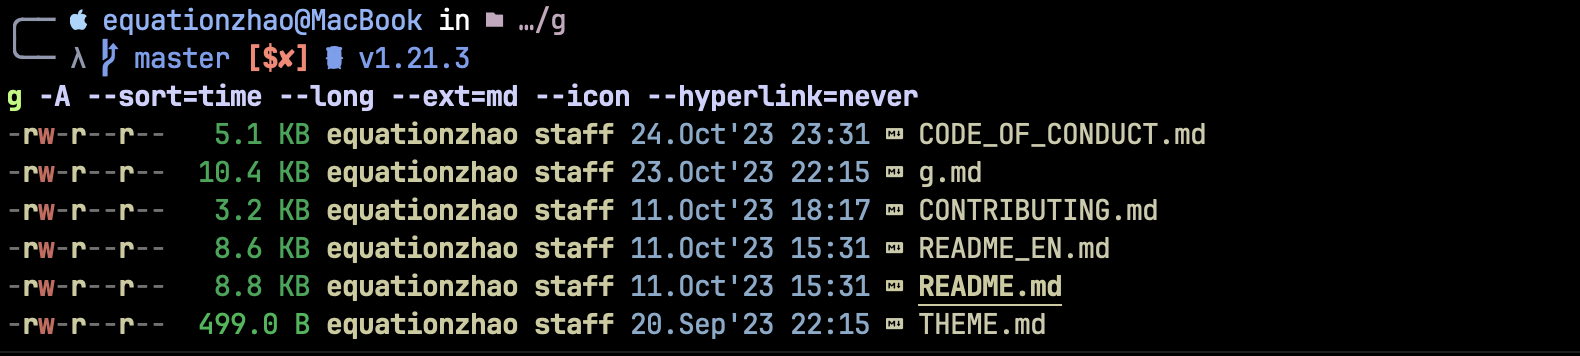 equationzhao@MacBook in …/g
λ master [$✘] v1.21.3
g -A --sort=time --long --ext=md --icon --hyperlink=never
-rw-r--r-- 5.1 KB equationzhao staff 24.Oct'23 23:31 CODE_OF_CONDUCT.md
-rw-r--r-- 10.4 KB equationzhao staff 23.Oct'23 22:15 g.md
-rw-r--r-- 3.2 KB equationzhao staff 11.Oct'23 18:17 CONTRIBUTING.md
-rw-r--r-- 8.6 KB equationzhao staff 11.Oct'23 15:31 README_EN.md
-rw-r--r-- 8.8 KB equationzhao staff 11.Oct'23 15:31 README.md
-rw-r--r-- 499.0 B equationzhao staff 20.Sep'23 22:15 THEME.md